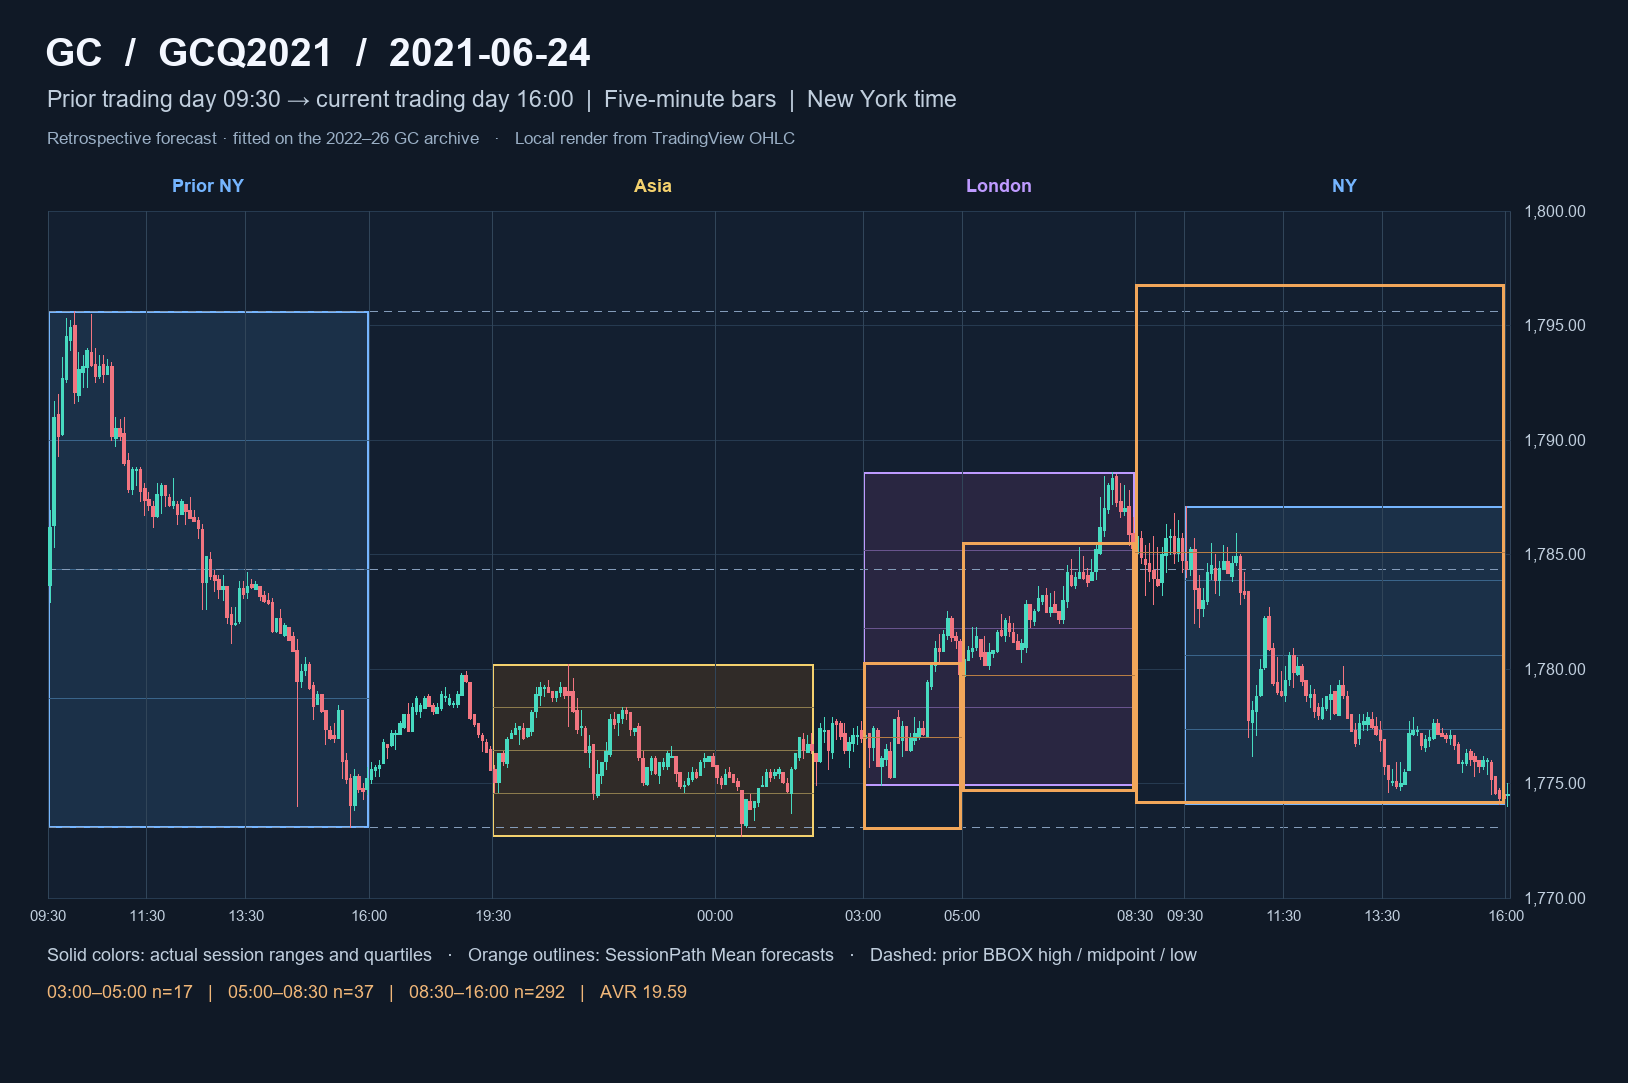 GC / GCQ2021 / 2021-06-24
Prior trading day 09:30 → current trading day 16:00 | Five-minute bars | New York time
Retrospective forecast · fitted on the 2022–26 GC archive · Local render from TradingView OHLC
Prior NY Asia London NY
1,800.00
1,795.00
1,790.00
1,785.00
1,780.00
1,775.00
1,770.00
09:30 11:30 13:30 16:00 19:30 00:00 03:00 05:00 08:30 09:30 11:30 13:30 16:00
Solid colors: actual session ranges and quartiles · Orange outlines: SessionPath Mean forecasts · Dashed: prior BBOX high / midpoint / low
03:00–05:00 n=17 | 05:00–08:30 n=37 | 08:30–16:00 n=292 | AVR 19.59